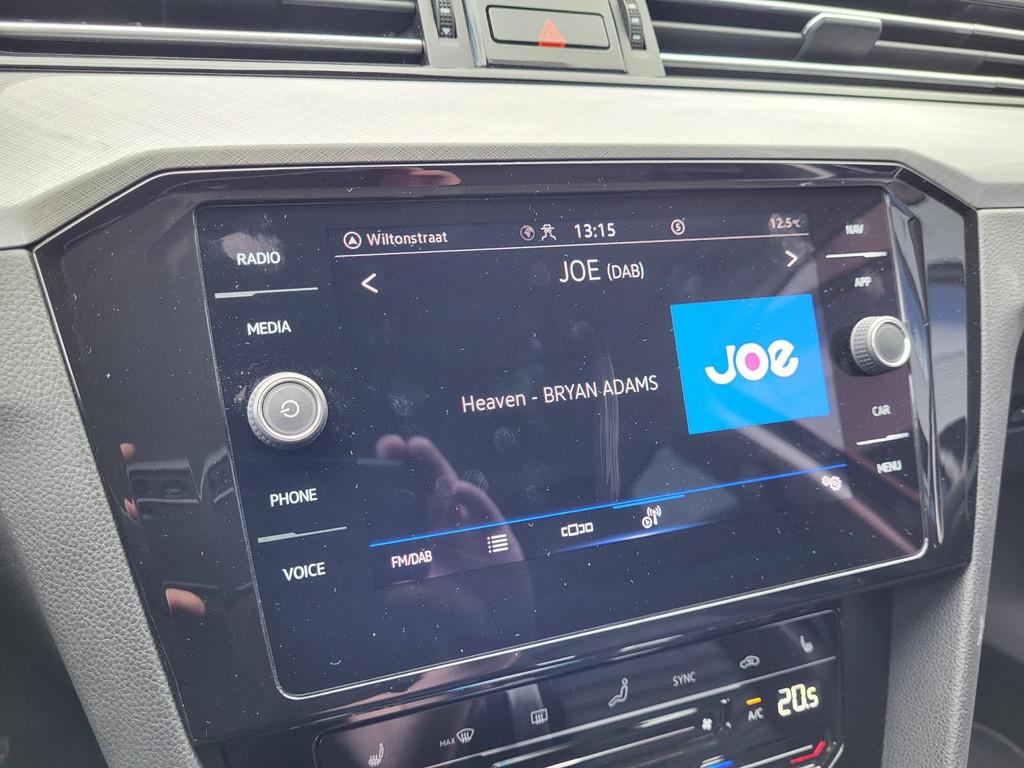 Wiltonstraat 13:15 5 12.5°C
NAV
RADIO
JOE (DAB)
APP
MEDIA
JOE
Heaven - BRYAN ADAMS
CAR
MENU
PHONE
FM/DAB
VOICE
SYNC
MAX
A/C
20.5